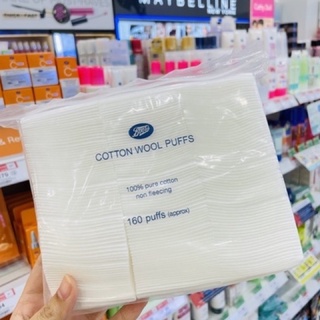 MAYBELLINE
Boots
COTTON WOOL PUFFS
100% pure cotton
non fleecing
160 puffs (approx)